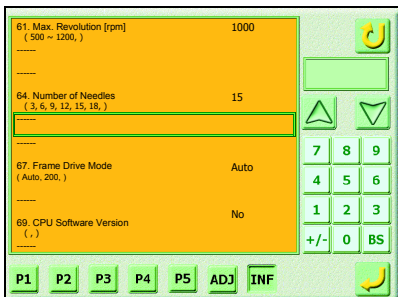 61. Max. Revolution [rpm] 1000
( 500 ~ 1200, )
------
------
64. Number of Needles 15
( 3, 6, 9, 12, 15, 18, )
------
------
67. Frame Drive Mode Auto
( Auto, 200, )
------
No
69. CPU Software Version
( , )
------
7 8 9
4 5 6
1 2 3
+/- 0 BS
P1 P2 P3 P4 P5 ADJ INF